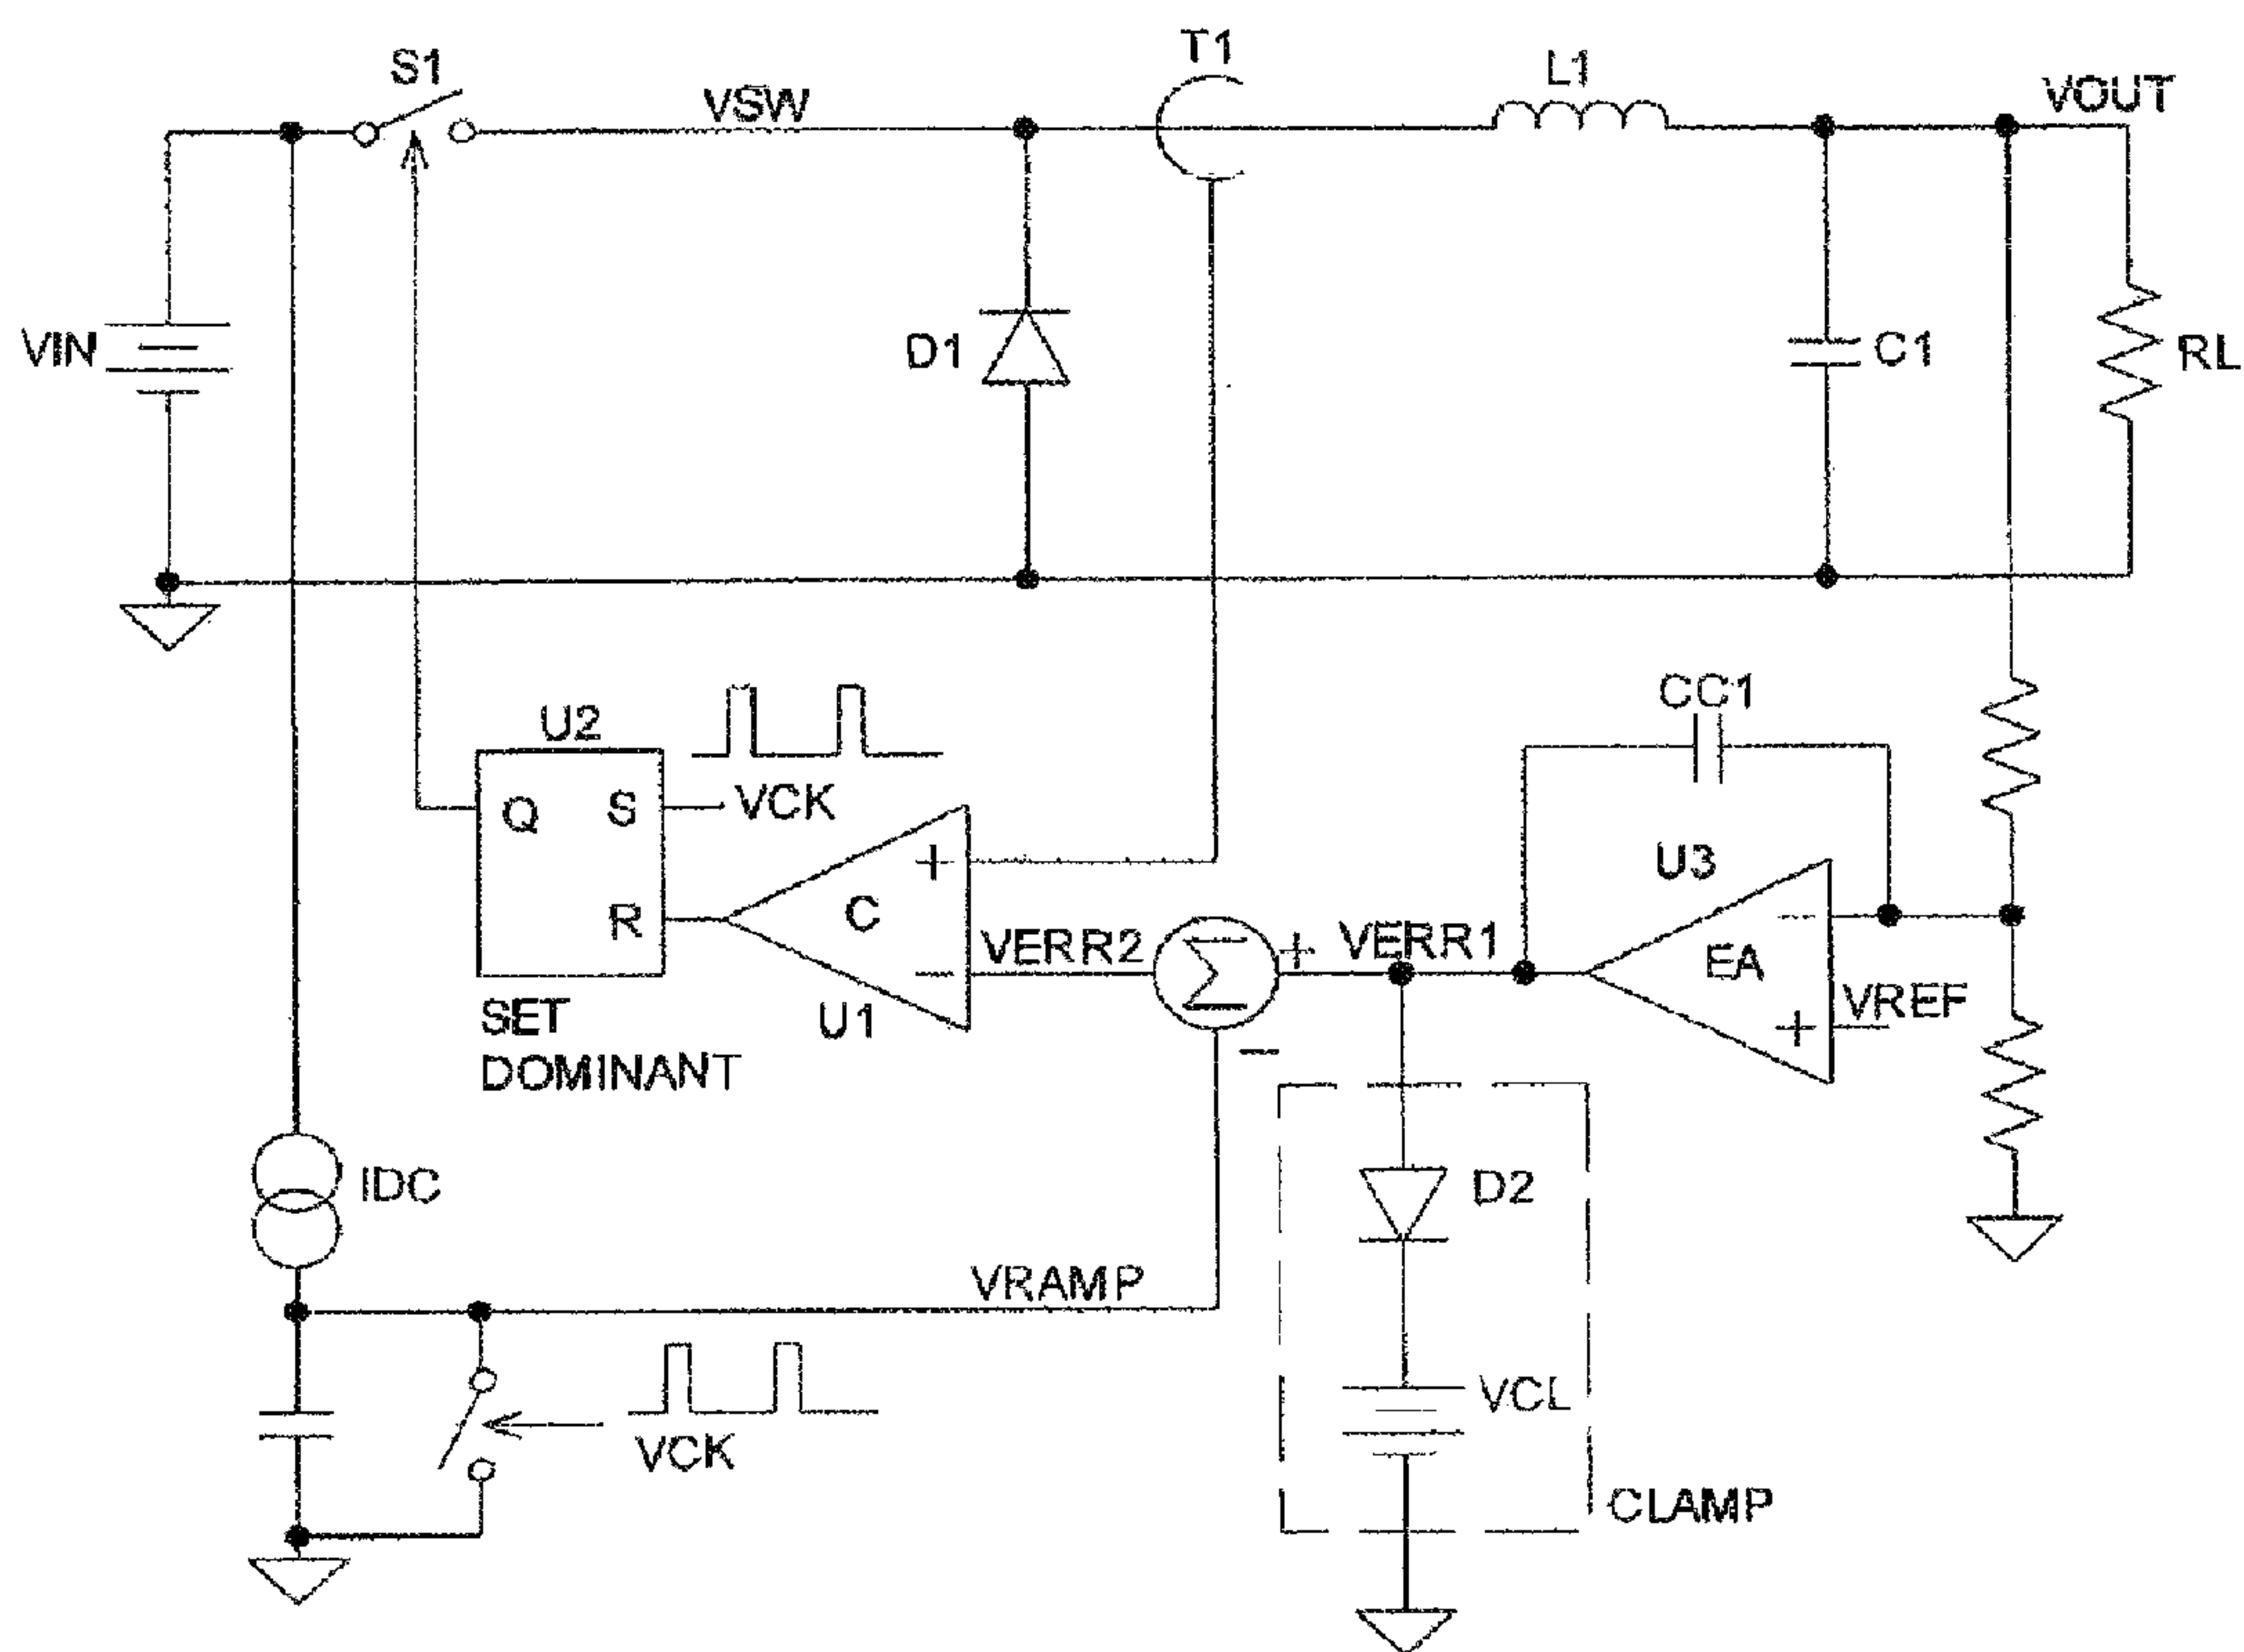 T1
S1
L1
VSW
VOUT
VIN
D1
C1
RL
CC1
U2
VCK
Q
S
U3
+
C
R
VERR2
+
VERR1
EA
−
−
Σ
VREF
+
SET
DOMINANT
U1
−
IDC
D2
VRAMP
VCL
VCK
CLAMP